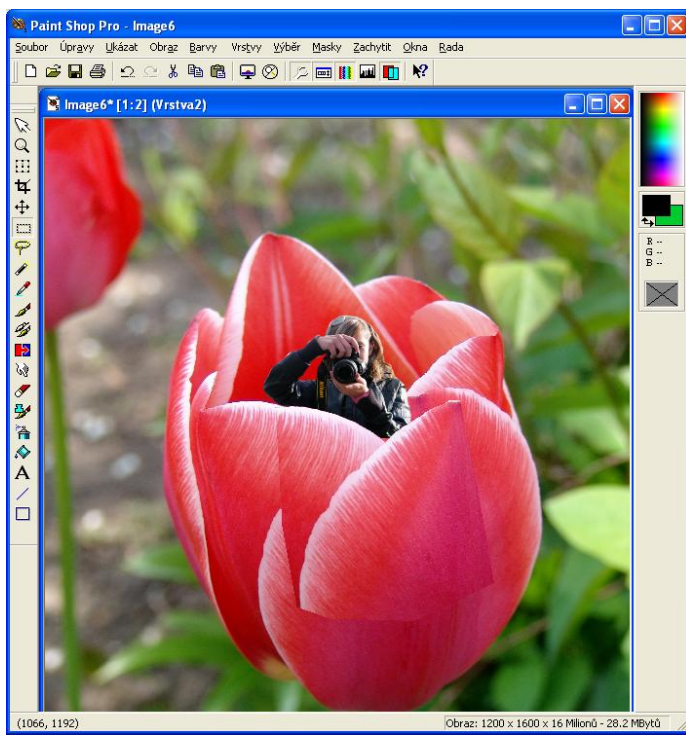 Paint Shop Pro - Image6
Soubor Úpravy Ukázat Obraz Barvy Vrstvy Výběr Masky Zachytit Okna Rada
Image6* [1:2] (Vrstva2)
R --
G --
B --
A
(1066, 1192) Obraz: 1200 x 1600 x 16 Milionů - 28.2 MBytů